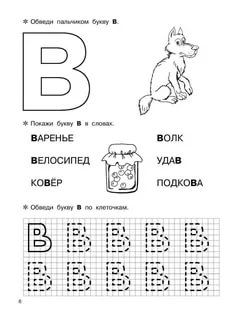 * Обведи пальчиком букву В.
В
* Покажи букву В в словах.
ВАРЕНЬЕ ВОЛК
ВЕЛОСИПЕД УДАВ
КОВЁР ПОДКОВА
* Обведи букву В по клеточкам.
В В В В В
В В В В В
6